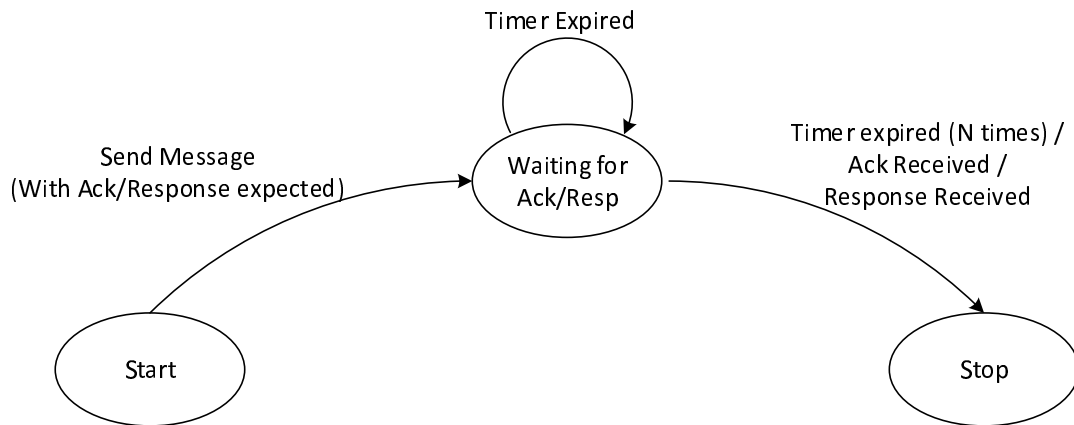 Timer Expired
Send Message
(With Ack/Response expected)
Waiting for
Ack/Resp
Timer expired (N times) /
Ack Received /
Response Received
Start
Stop